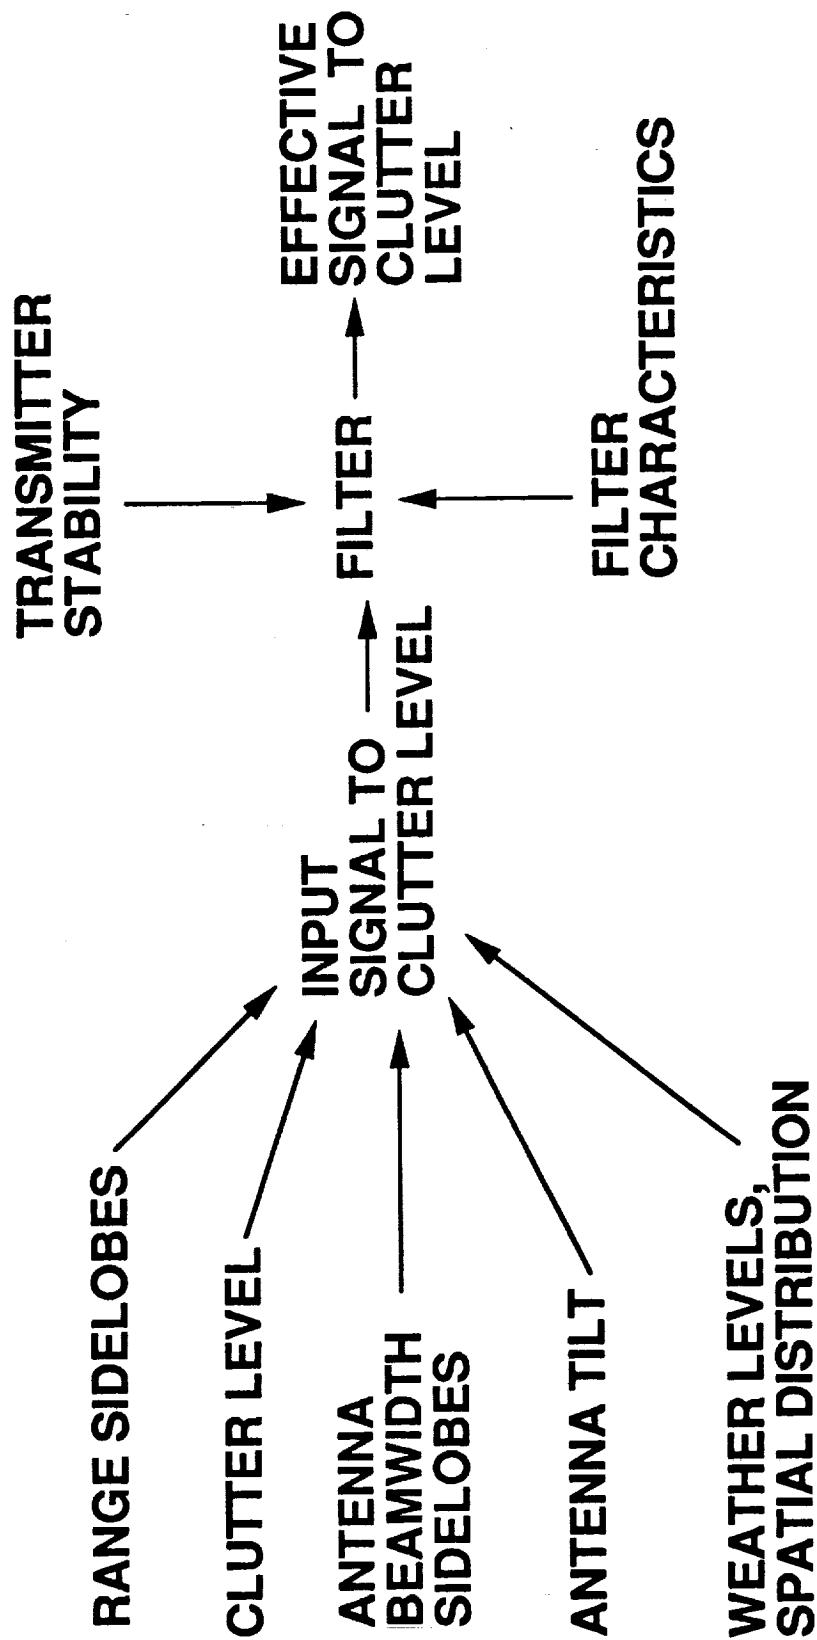 RANGE SIDELOBES
CLUTTER LEVEL
ANTENNA
BEAMWIDTH
SIDELOBES
ANTENNA TILT
WEATHER LEVELS,
SPATIAL DISTRIBUTION
INPUT
SIGNAL TO
CLUTTER LEVEL
TRANSMITTER
STABILITY
FILTER
FILTER
CHARACTERISTICS
EFFECTIVE
SIGNAL TO
CLUTTER
LEVEL